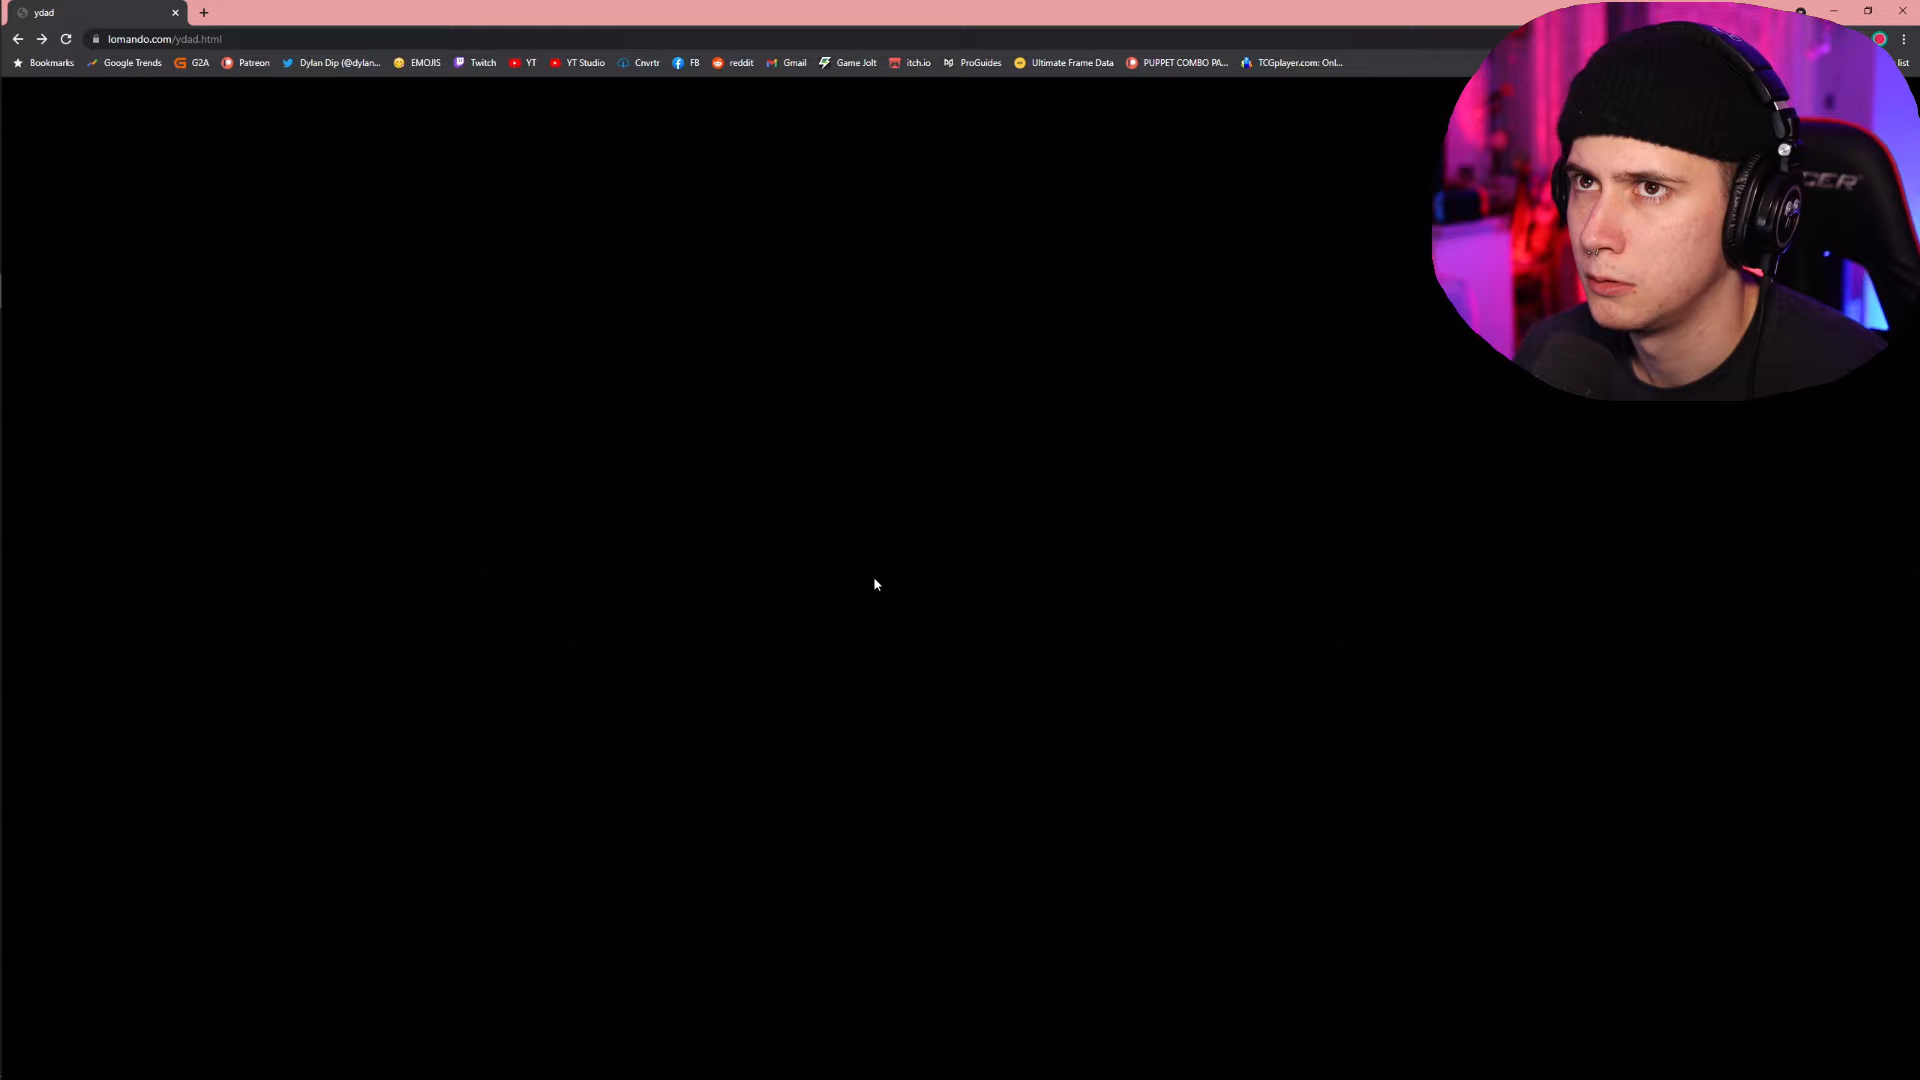 ydad
lomando.com/ydad.html
Bookmarks Google Trends G2A Patreon Dylan Dip (@dylan... EMOJIS Twitch YT YT Studio Cnvrtr FB reddit Gmail Game Jolt itch.io ProGuides Ultimate Frame Data PUPPET COMBO PA... TCGplayer.com: Onl... list